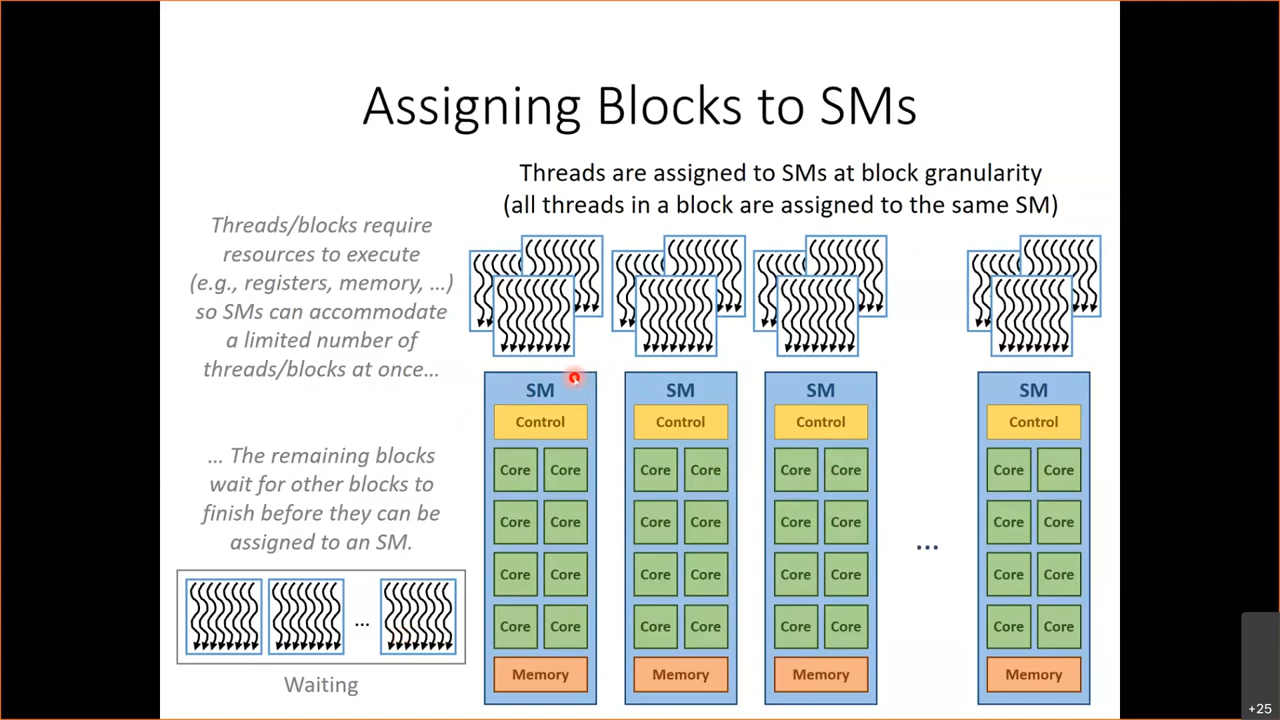 Assigning Blocks to SMs
Threads are assigned to SMs at block granularity
(all threads in a block are assigned to the same SM)
Threads/blocks require
resources to execute
(e.g., registers, memory, …)
so SMs can accommodate
a limited number of
threads/blocks at once…
… The remaining blocks
wait for other blocks to
finish before they can be
assigned to an SM.
...
Waiting
SM
Control
Core Core
Core Core
Core Core
Core Core
Memory
SM
Control
Core Core
Core Core
Core Core
Core Core
Memory
SM
Control
Core Core
Core Core
Core Core
Core Core
Memory
...
SM
Control
Core Core
Core Core
Core Core
Core Core
Memory
+25